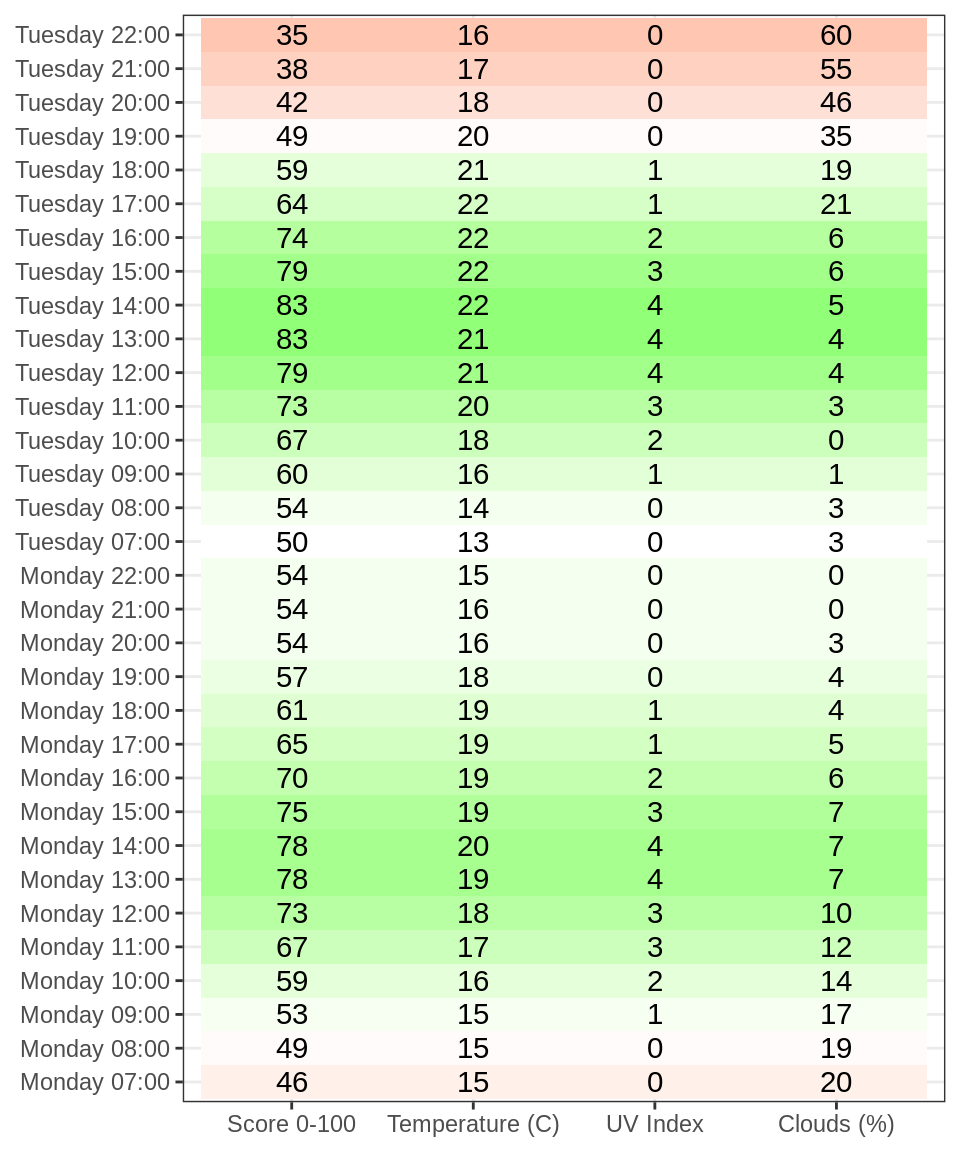 Tuesday 22:00 35 16 0 60
Tuesday 21:00 38 17 0 55
Tuesday 20:00 42 18 0 46
Tuesday 19:00 49 20 0 35
Tuesday 18:00 59 21 1 19
Tuesday 17:00 64 22 1 21
Tuesday 16:00 74 22 2 6
Tuesday 15:00 79 22 3 6
Tuesday 14:00 83 22 4 5
Tuesday 13:00 83 21 4 4
Tuesday 12:00 79 21 4 4
Tuesday 11:00 73 20 3 3
Tuesday 10:00 67 18 2 0
Tuesday 09:00 60 16 1 1
Tuesday 08:00 54 14 0 3
Tuesday 07:00 50 13 0 3
Monday 22:00 54 15 0 0
Monday 21:00 54 16 0 0
Monday 20:00 54 16 0 3
Monday 19:00 57 18 0 4
Monday 18:00 61 19 1 4
Monday 17:00 65 19 1 5
Monday 16:00 70 19 2 6
Monday 15:00 75 19 3 7
Monday 14:00 78 20 4 7
Monday 13:00 78 19 4 7
Monday 12:00 73 18 3 10
Monday 11:00 67 17 3 12
Monday 10:00 59 16 2 14
Monday 09:00 53 15 1 17
Monday 08:00 49 15 0 19
Monday 07:00 46 15 0 20
Score 0-100 Temperature (C) UV Index Clouds (%)